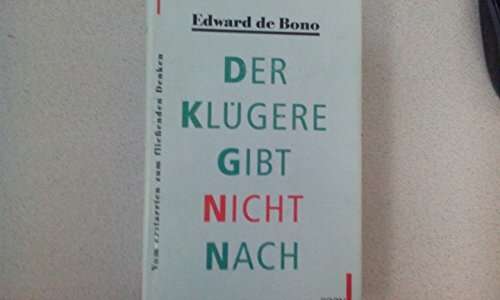 Edward de Bono
DER
KLÜGERE
GIBT
NICHT
NACH
Vom erstarrten zum fließenden Denken